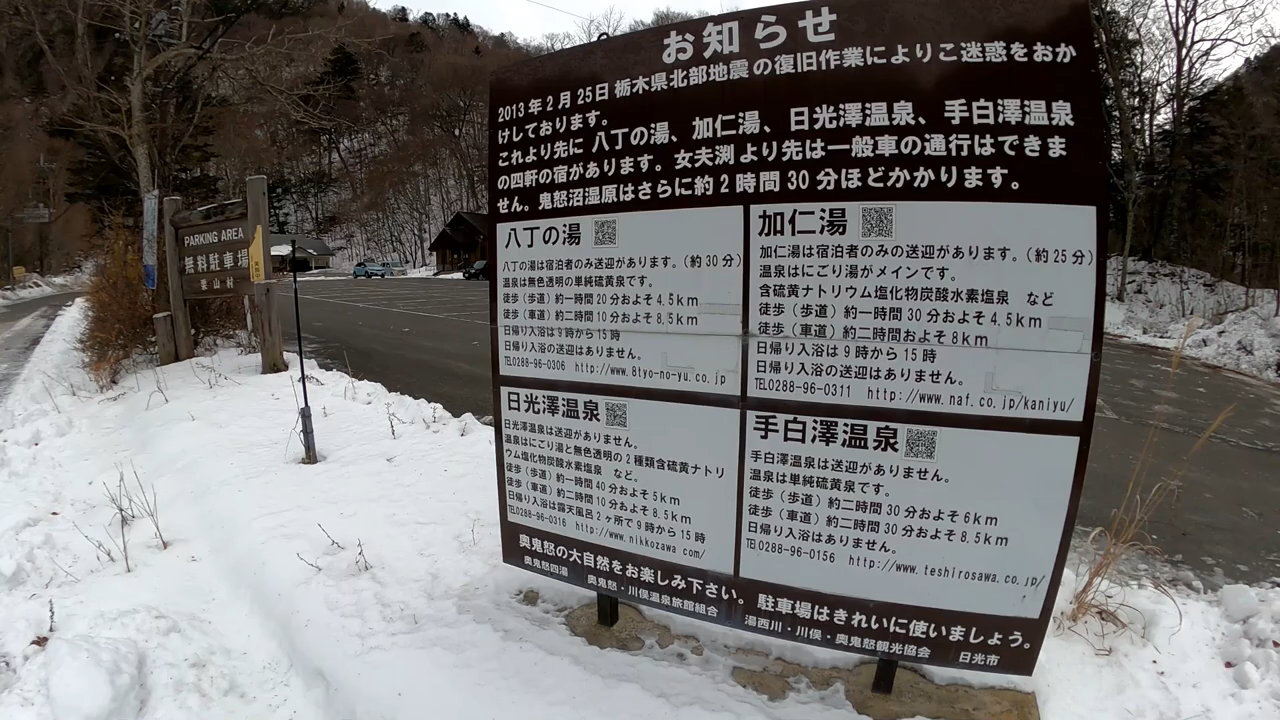 お知らせ
2013年2月25日 栃木県北部地震の復旧作業によりご迷惑をおか
けしております。
これより先に 八丁の湯、加仁湯、日光澤温泉、手白澤温泉
の四軒の宿があります。女夫渕より先は一般車の通行はできま
せん。鬼怒沼湿原はさらに約2時間30分ほどかかります。
八丁の湯
八丁の湯は宿泊者のみ送迎があります。(約30分)
温泉は無色透明の単純硫黄泉です。
徒歩(歩道)約一時間20分およそ4.5km
徒歩(車道)約二時間10分およそ8.5km
日帰り入浴は9時から15時
日帰り入浴の送迎はありません。
TEL0288-96-0306 http://www.8tyo-no-yu.co.jp
加仁湯
加仁湯は宿泊者のみの送迎があります。(約25分)
温泉はにごり湯がメインです。
含硫黄ナトリウム塩化物炭酸水素塩泉 など
徒歩(歩道)約一時間30分およそ4.5km
徒歩(車道)約二時間およそ8km
日帰り入浴は9時から15時
日帰り入浴の送迎はありません。
TEL0288-96-0311 http://www.naf.co.jp/kaniyu/
日光澤温泉
日光澤温泉は送迎がありません。
温泉はにごり湯と無色透明の2種類含硫黄ナトリ
ウム塩化物炭酸水素塩泉 など。
徒歩(歩道)約一時間40分およそ5km
徒歩(車道)約二時間10分およそ8.5km
日帰り入浴は露天風呂2ヶ所で9時から15時
TEL0288-96-0316 http://www.nikkozawa.com/
手白澤温泉
手白澤温泉は送迎がありません。
温泉は単純硫黄泉です。
徒歩(歩道)約二時間30分およそ6km
徒歩(車道)約二時間30分およそ8.5km
日帰り入浴はありません。
TEL0288-96-0156 http://www.teshirosawa.co.jp/
奥鬼怒の大自然をお楽しみ下さい。駐車場はきれいに使いましょう。
奥鬼怒四湯 奥鬼怒・川俣温泉旅館組合 湯西川・川俣・奥鬼怒観光協会 日光市
PARKING AREA
無料駐車場
栗山村